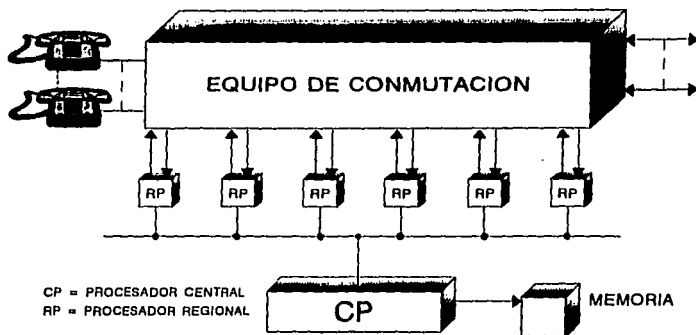 EQUIPO DE CONMUTACION
RP RP RP RP RP RP
CP = PROCESADOR CENTRAL
RP = PROCESADOR REGIONAL
CP
MEMORIA